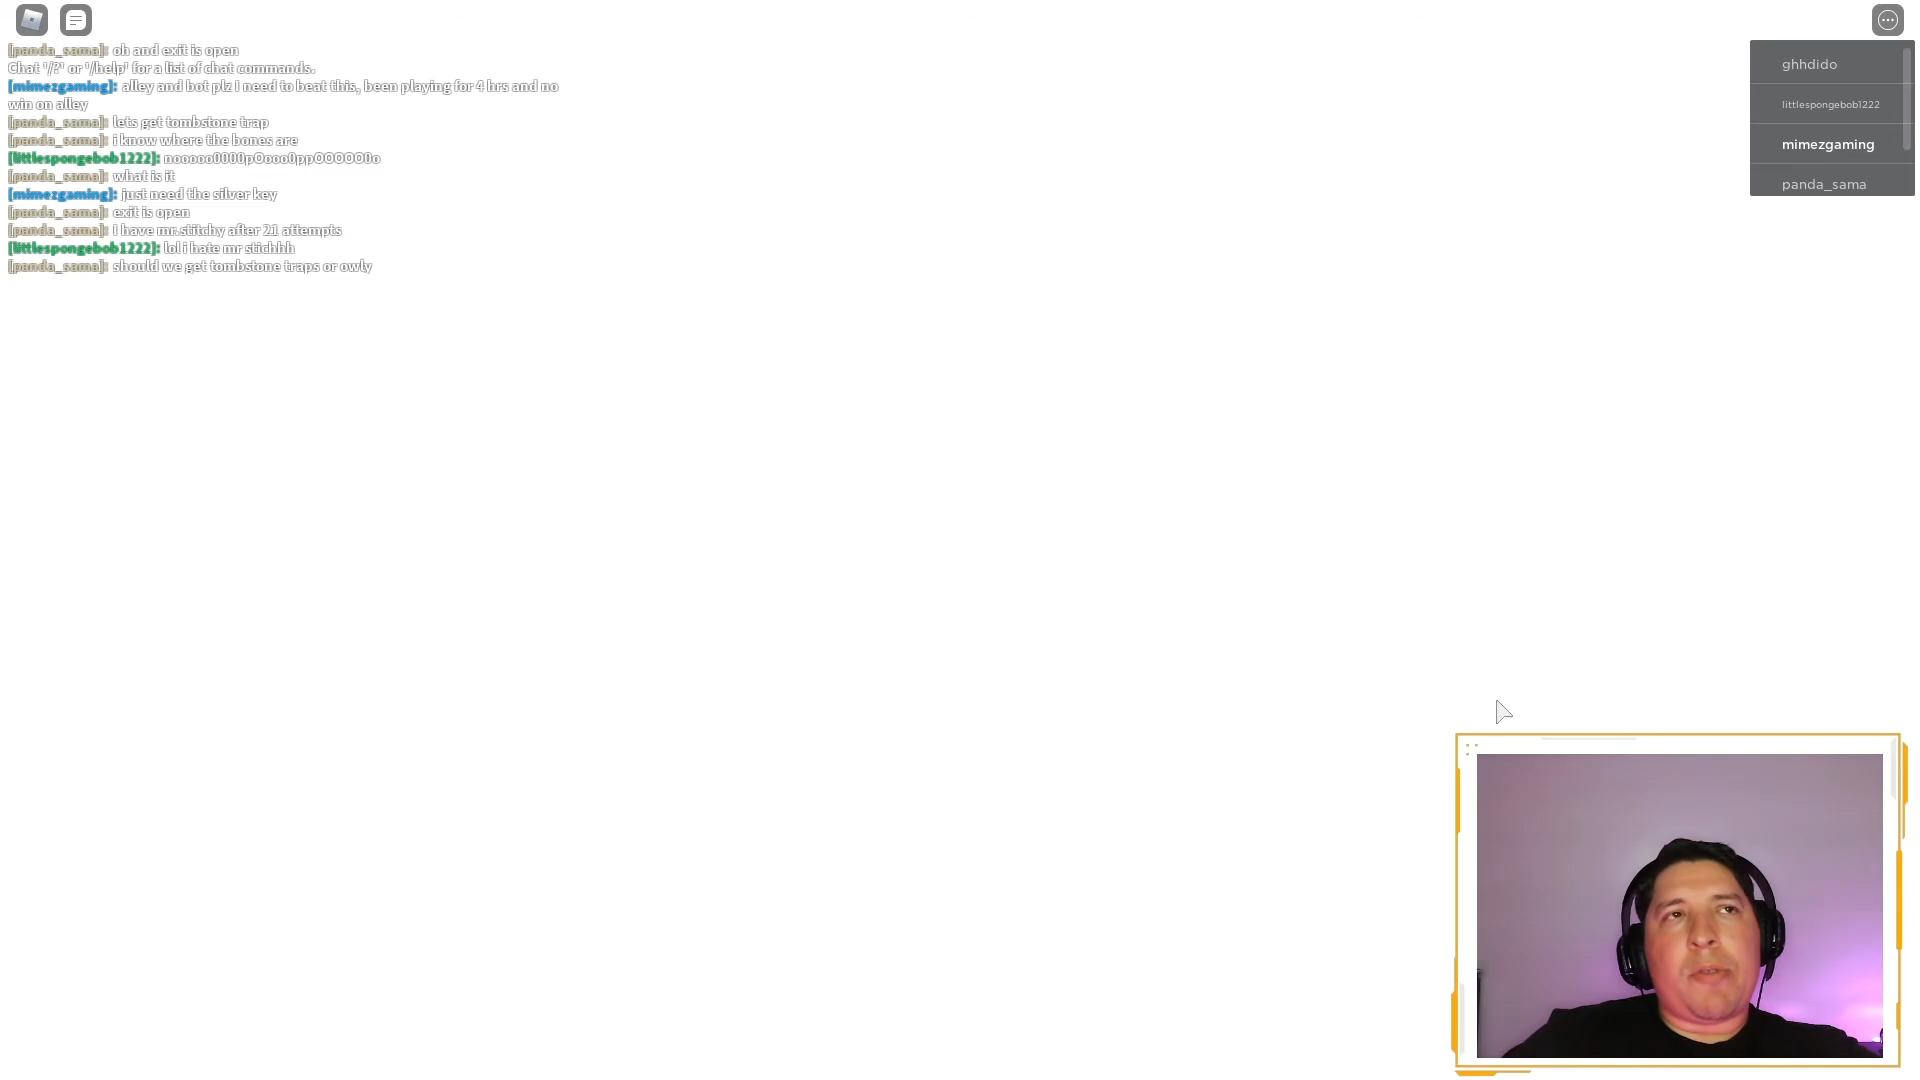 [panda_sama]: oh and exit is open
Chat '/?' or '/help' for a list of chat commands.
[mimezgaming]: alley and bot plz I need to beat this, been playing for 4 hrs and no
win on alley
[panda_sama]: lets get tombstone trap
[panda_sama]: i know where the bones are
[littlespongebob1222]: nooooo0000pOooo0ppOOOOO0o
[panda_sama]: what is it
[mimezgaming]: just need the silver key
[panda_sama]: exit is open
[panda_sama]: I have mr.stitchy after 21 attempts
[littlespongebob1222]: lol i hate mr stichhh
[panda_sama]: should we get tombstone traps or owly
ghhdido
littlespongebob1222
mimezgaming
panda_sama